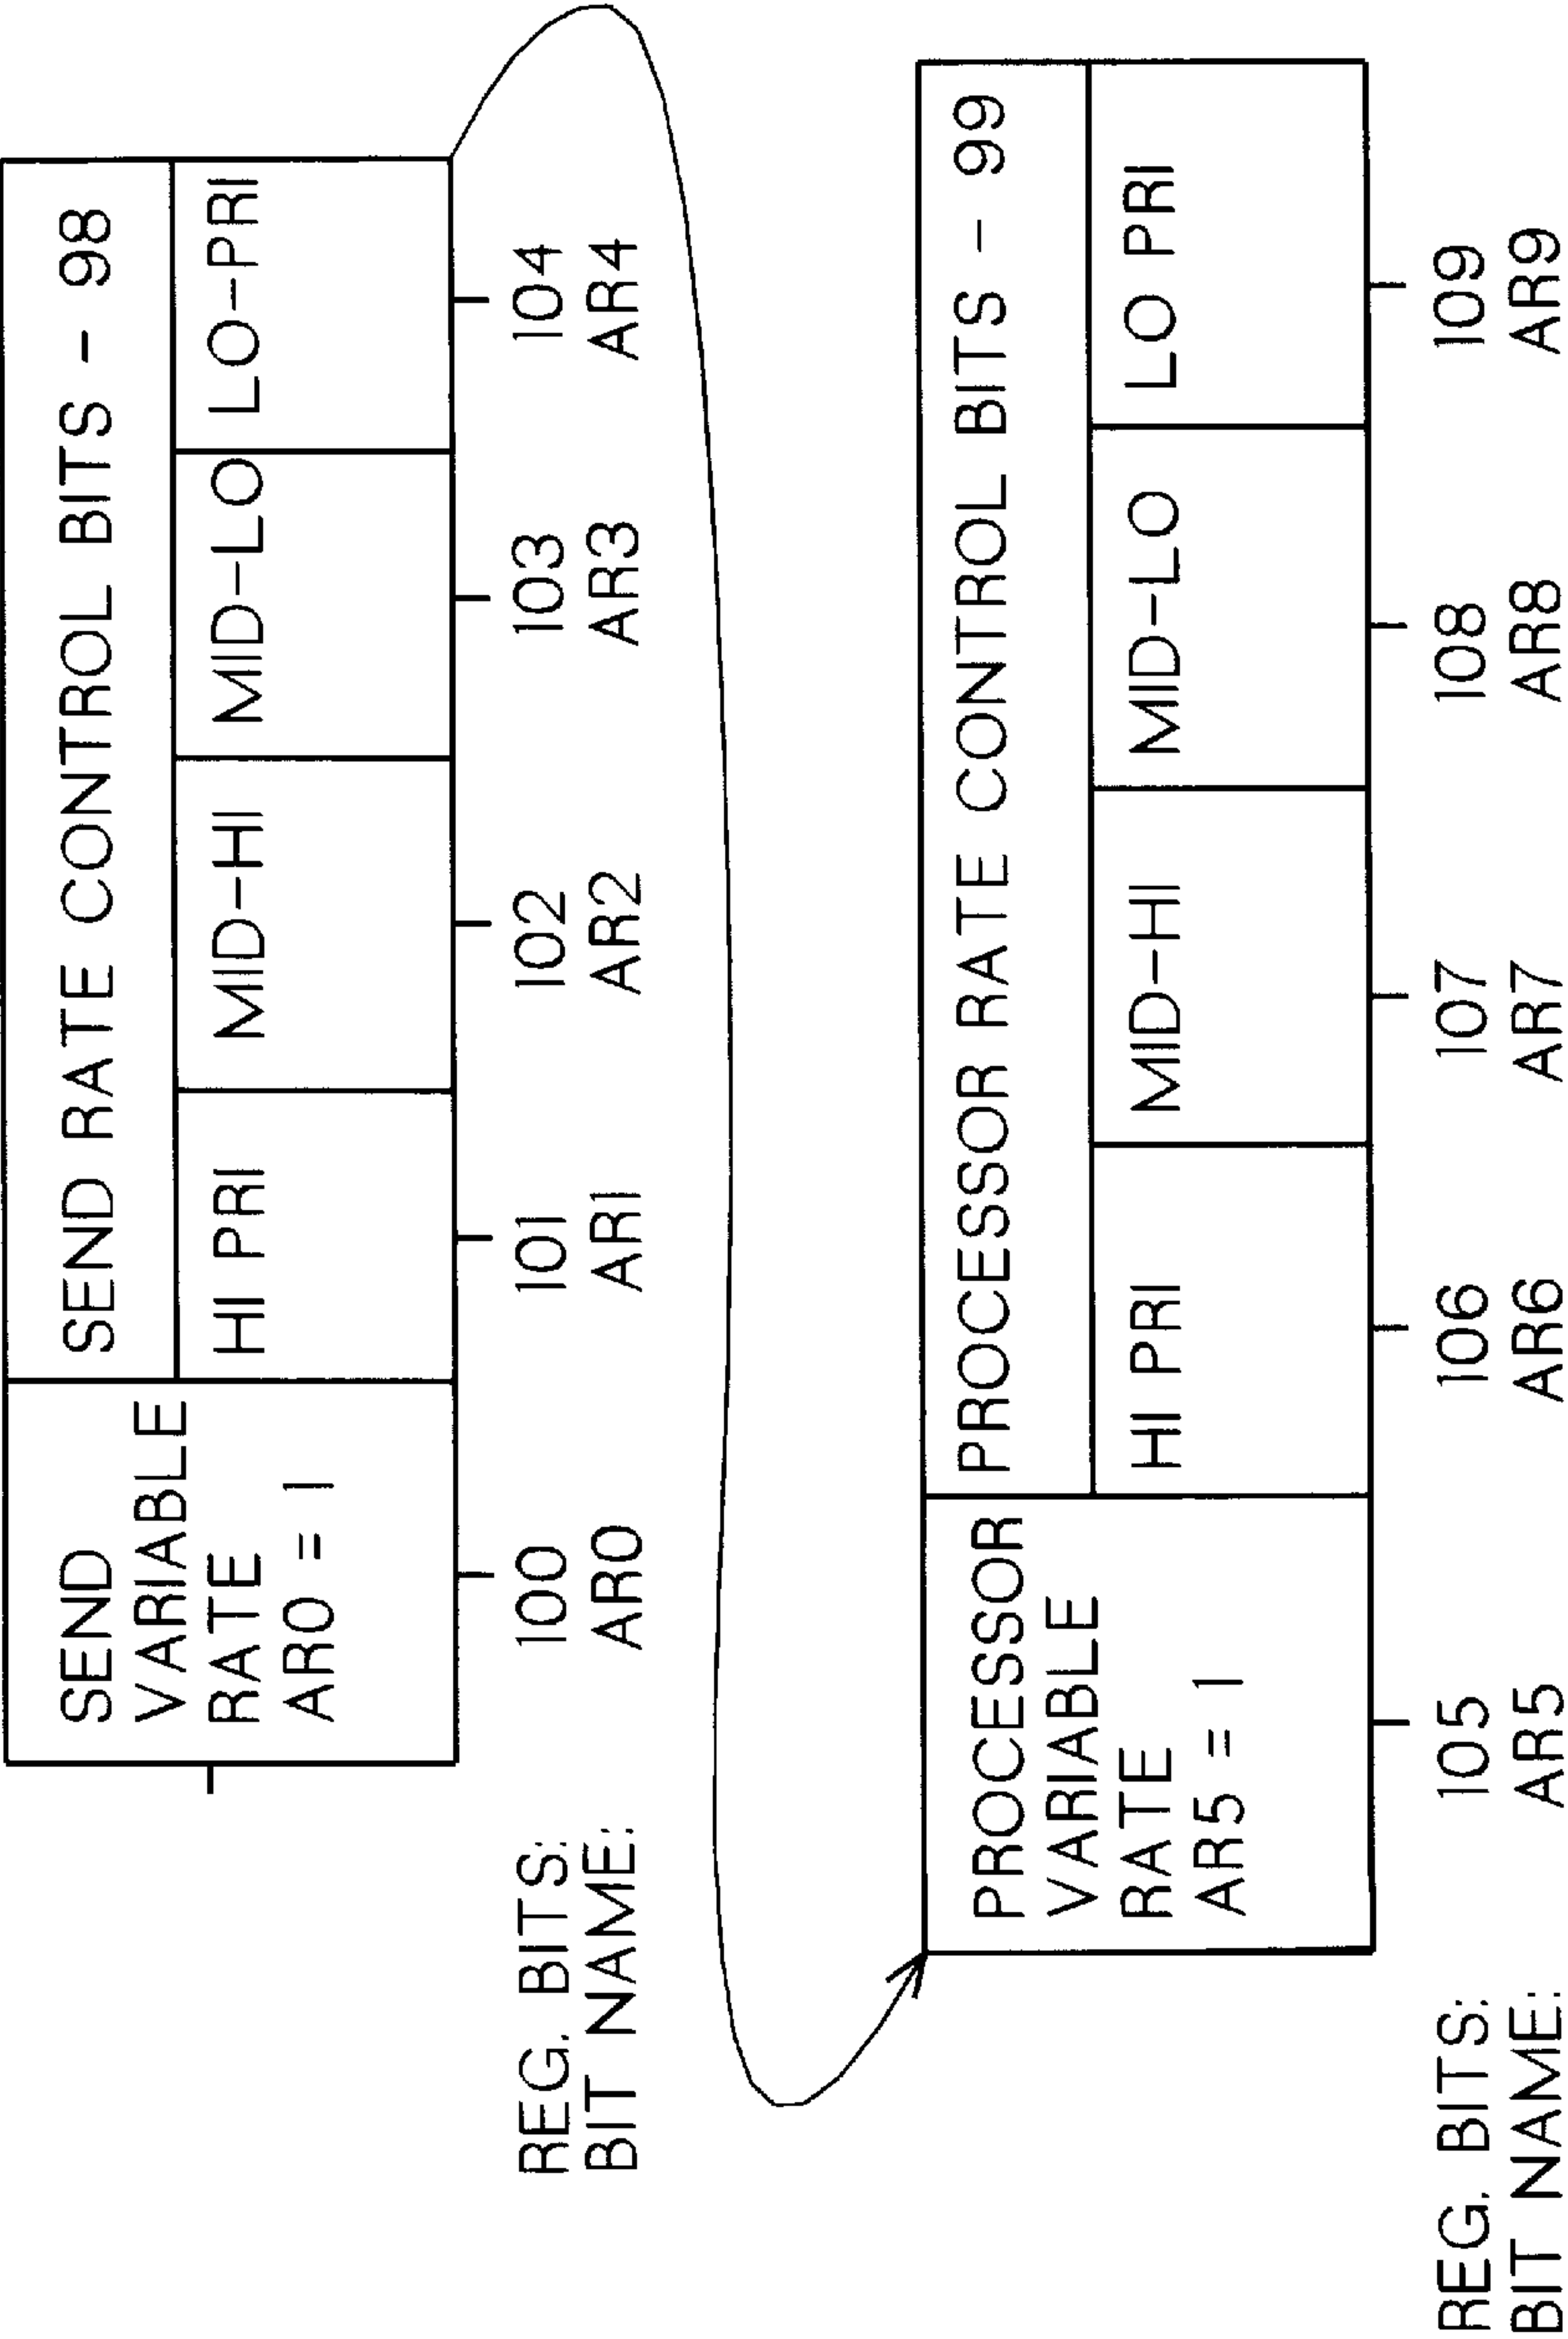 SEND
VARIABLE
RATE
AR0 = 1
SEND RATE CONTROL BITS - 98
HI PRI
MID-HI
MID-LO
LO-PRI
REG. BITS: 100 101 102 103 104
BIT NAME: AR0 AR1 AR2 AR3 AR4
PROCESSOR
VARIABLE
RATE
AR5 = 1
PROCESSOR RATE CONTROL BITS - 99
HI PRI
MID-HI
MID-LO
LO PRI
REG. BITS: 105 106 107 108 109
BIT NAME: AR5 AR6 AR7 AR8 AR9